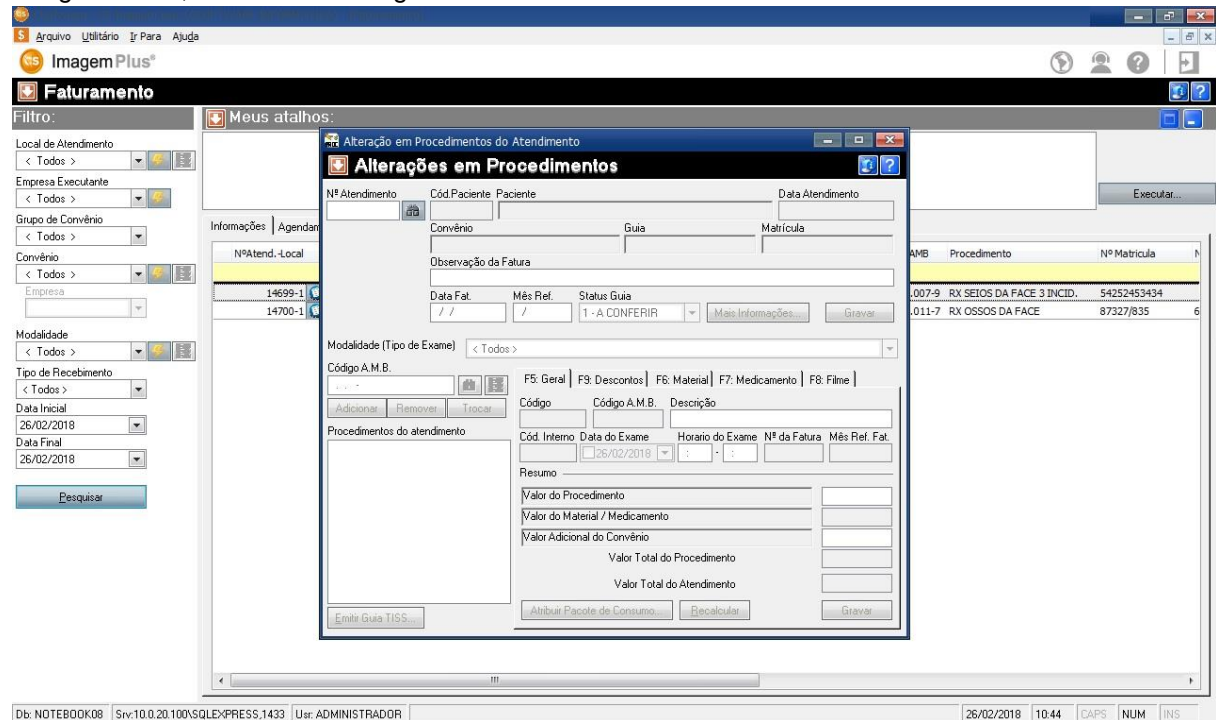 Arquivo Utilitário Ir Para Ajuda
ImagemPlus®
Faturamento
Filtro:
Meus atalhos:
Local de Atendimento
< Todos >
Empresa Executante
< Todos >
Grupo de Convênio
< Todos >
Convênio
< Todos >
Empresa
Modalidade
< Todos >
Tipo de Recebimento
< Todos >
Data Inicial
26/02/2018
Data Final
26/02/2018
Pesquisar
Executar...
Informações Agendam
NºAtend.-Local
AMB Procedimento Nº Matricula N
14699-1 .007-9 RX SEIOS DA FACE 3 INCID. 54252453434
14700-1 .011-7 RX OSSOS DA FACE 87327/835 6
Alteração em Procedimentos do Atendimento
Alterações em Procedimentos
Nº Atendimento Cód.Paciente Paciente Data Atendimento
Convênio Guia Matrícula
Observação da Fatura
Data Fat. Mês Ref. Status Guia
/ / / 1 - A CONFERIR Mais Informações... Gravar
Modalidade (Tipo de Exame) < Todos >
Código A.M.B.
. . -
Adicionar Remover Trocar
Procedimentos do atendimento
Emitir Guia TISS...
F5: Geral F9: Descontos F6: Material F7: Medicamento F8: Filme
Código Código A.M.B. Descrição
Cód. Interno Data do Exame Horario do Exame Nº da Fatura Mês Ref. Fat.
26/02/2018 : - :
Resumo
Valor do Procedimento
Valor do Material / Medicamento
Valor Adicional do Convênio
Valor Total do Procedimento
Valor Total do Atendimento
Atribuir Pacote de Consumo... Recalcular Gravar
Db: NOTEBOOK08 Srv:10.0.20.100\SQLEXPRESS,1433 Usr: ADMINISTRADOR 26/02/2018 10:44 CAPS NUM INS